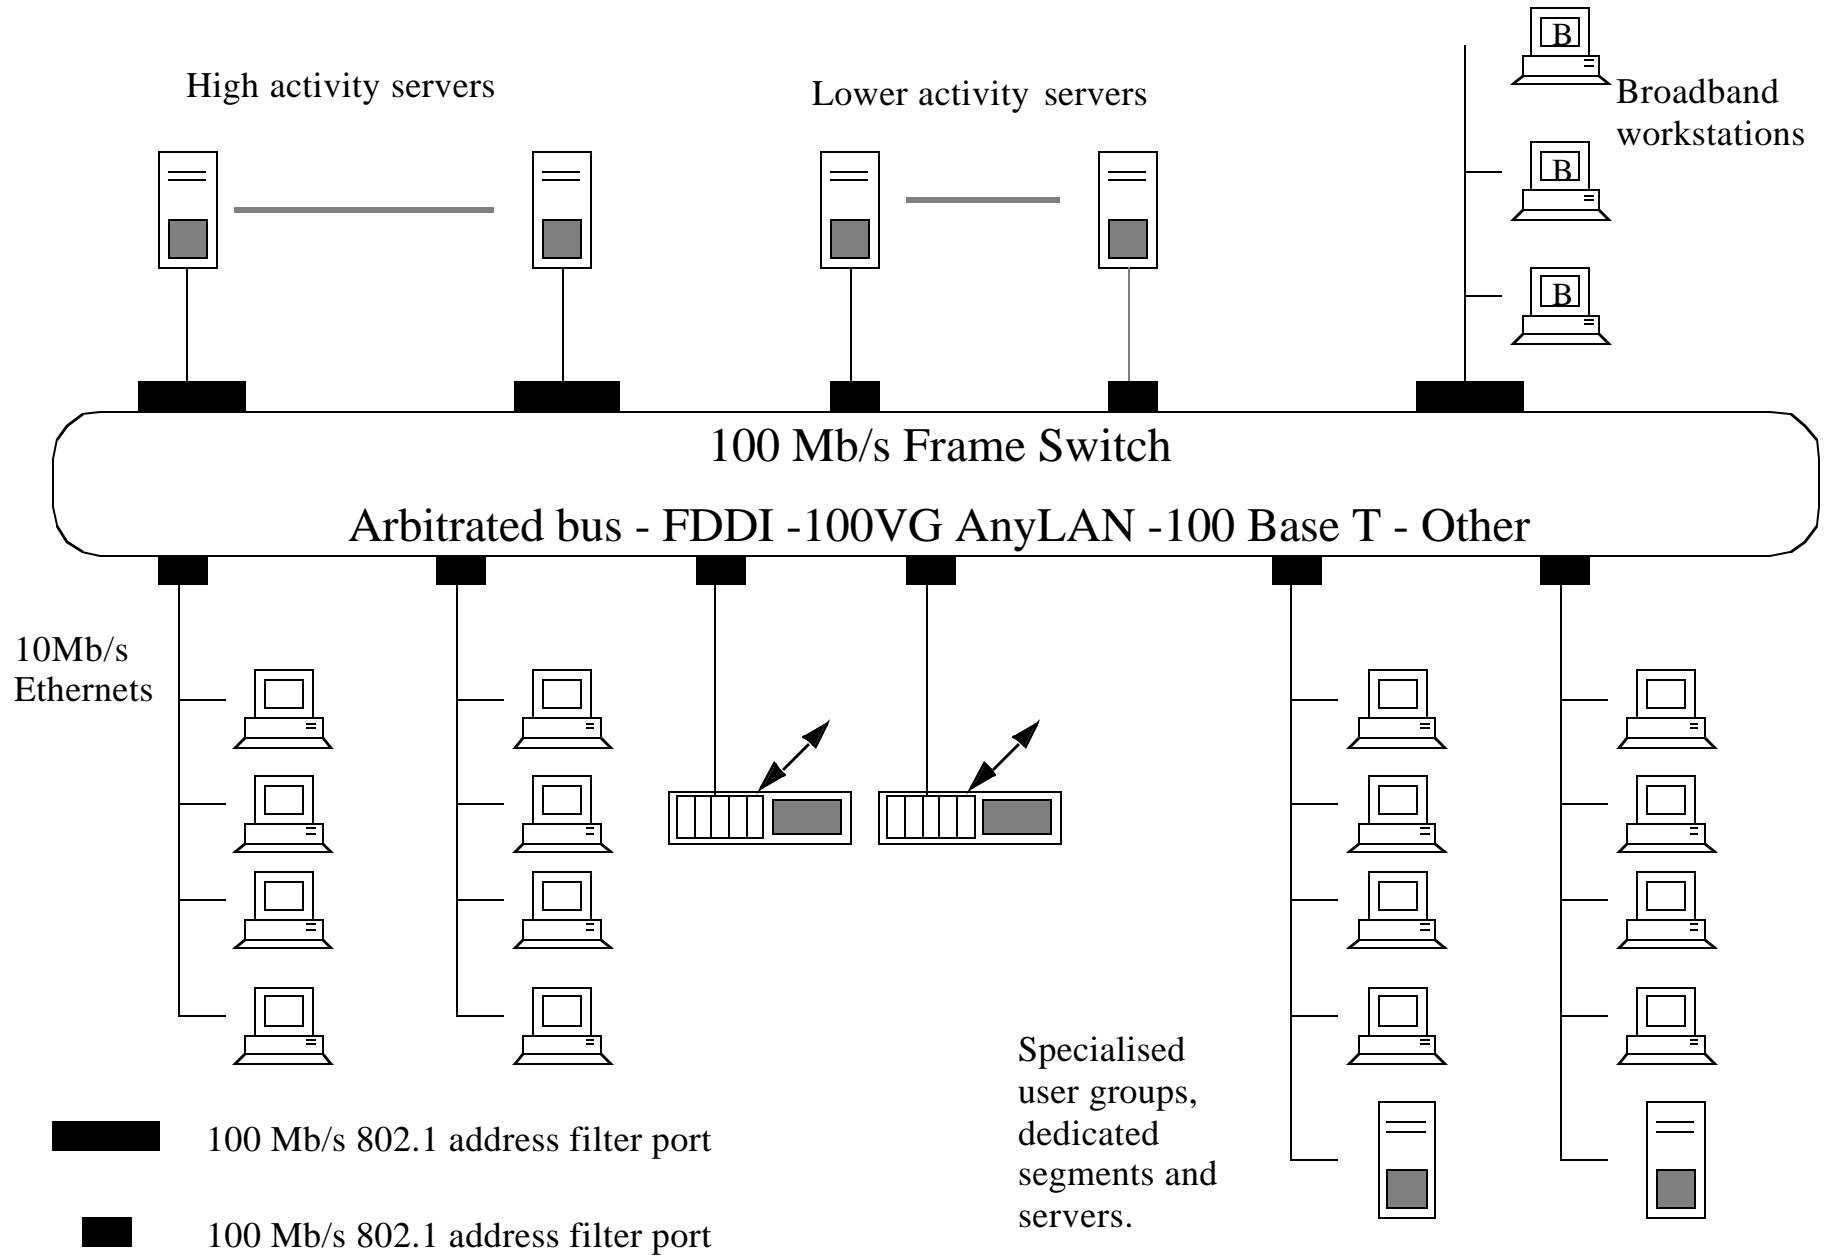 High activity servers
Lower activity servers
B
Broadband
workstations
B
B
100 Mb/s Frame Switch
Arbitrated bus - FDDI -100VG AnyLAN -100 Base T - Other
10Mb/s
Ethernets
Specialised
user groups,
dedicated
segments and
servers.
100 Mb/s 802.1 address filter port
100 Mb/s 802.1 address filter port